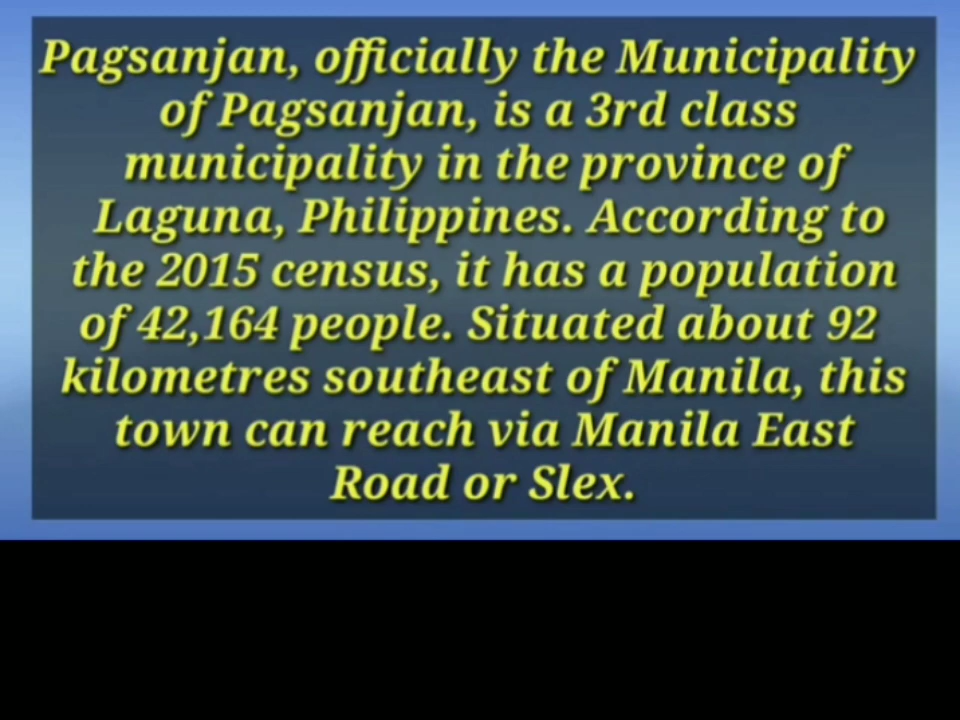 Pagsanjan, officially the Municipality
of Pagsanjan, is a 3rd class
municipality in the province of
Laguna, Philippines. According to
the 2015 census, it has a population
of 42,164 people. Situated about 92
kilometres southeast of Manila, this
town can reach via Manila East
Road or Slex.